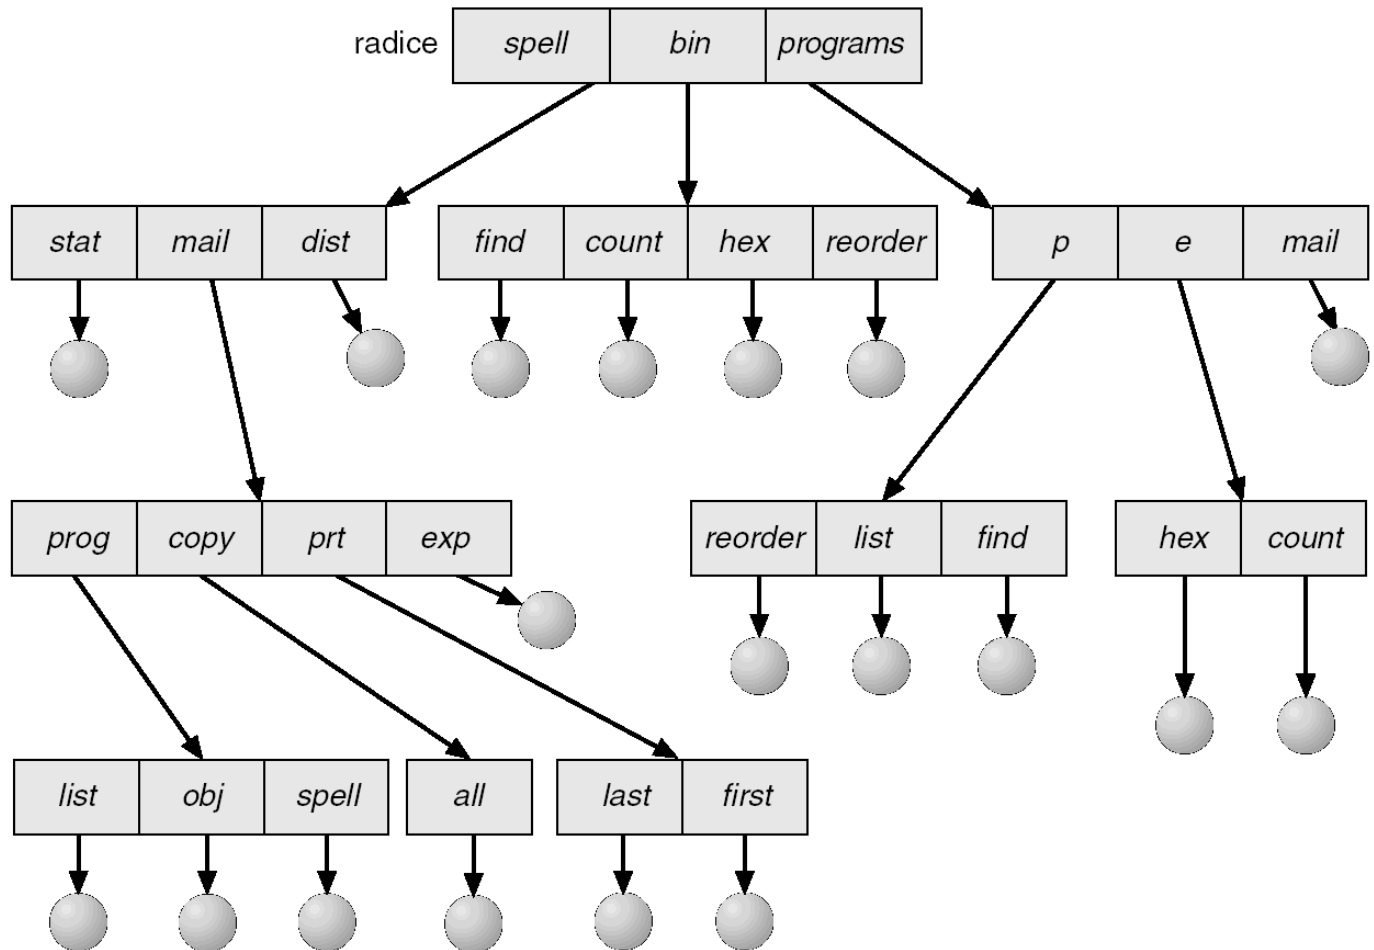 radice spell bin programs
stat mail dist find count hex reorder p e mail
prog copy prt exp reorder list find hex count
list obj spell all last first